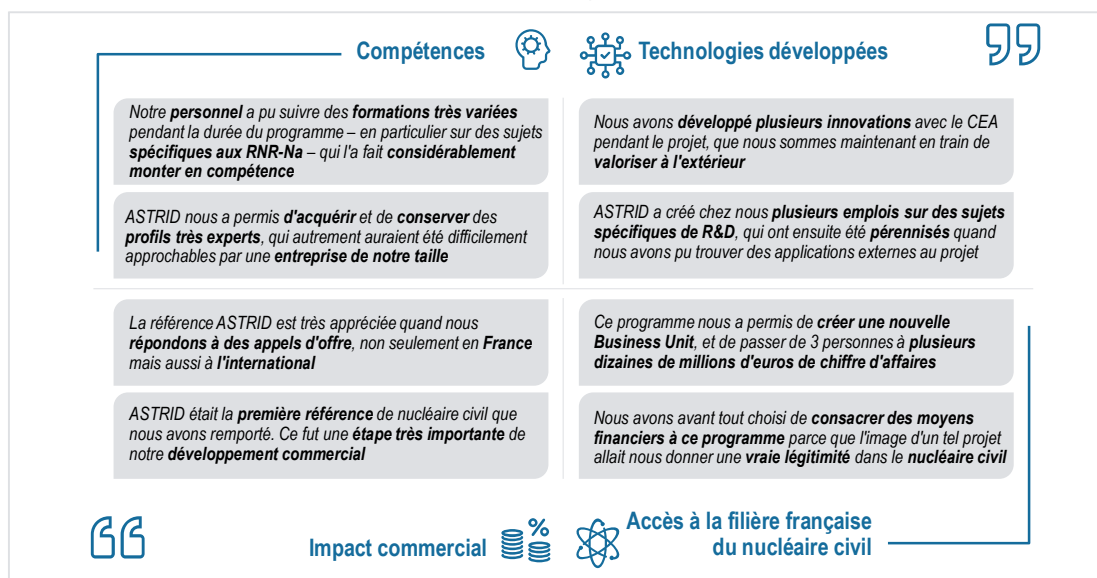 Compétences
Technologies développées
Notre personnel a pu suivre des formations très variées
pendant la durée du programme – en particulier sur des sujets
spécifiques aux RNR-Na – qui l'a fait considérablement
monter en compétence
Nous avons développé plusieurs innovations avec le CEA
pendant le projet, que nous sommes maintenant en train de
valoriser à l'extérieur
ASTRID nous a permis d'acquérir et de conserver des
profils très experts, qui autrement auraient été difficilement
approchables par une entreprise de notre taille
ASTRID a créé chez nous plusieurs emplois sur des sujets
spécifiques de R&D, qui ont ensuite été pérennisés quand
nous avons pu trouver des applications externes au projet
La référence ASTRID est très appréciée quand nous
répondons à des appels d'offre, non seulement en France
mais aussi à l'international
Ce programme nous a permis de créer une nouvelle
Business Unit, et de passer de 3 personnes à plusieurs
dizaines de millions d'euros de chiffre d'affaires
ASTRID était la première référence de nucléaire civil que
nous avons remporté. Ce fut une étape très importante de
notre développement commercial
Nous avons avant tout choisi de consacrer des moyens
financiers à ce programme parce que l'image d'un tel projet
allait nous donner une vraie légitimité dans le nucléaire civil
Impact commercial
%
Accès à la filière française
du nucléaire civil